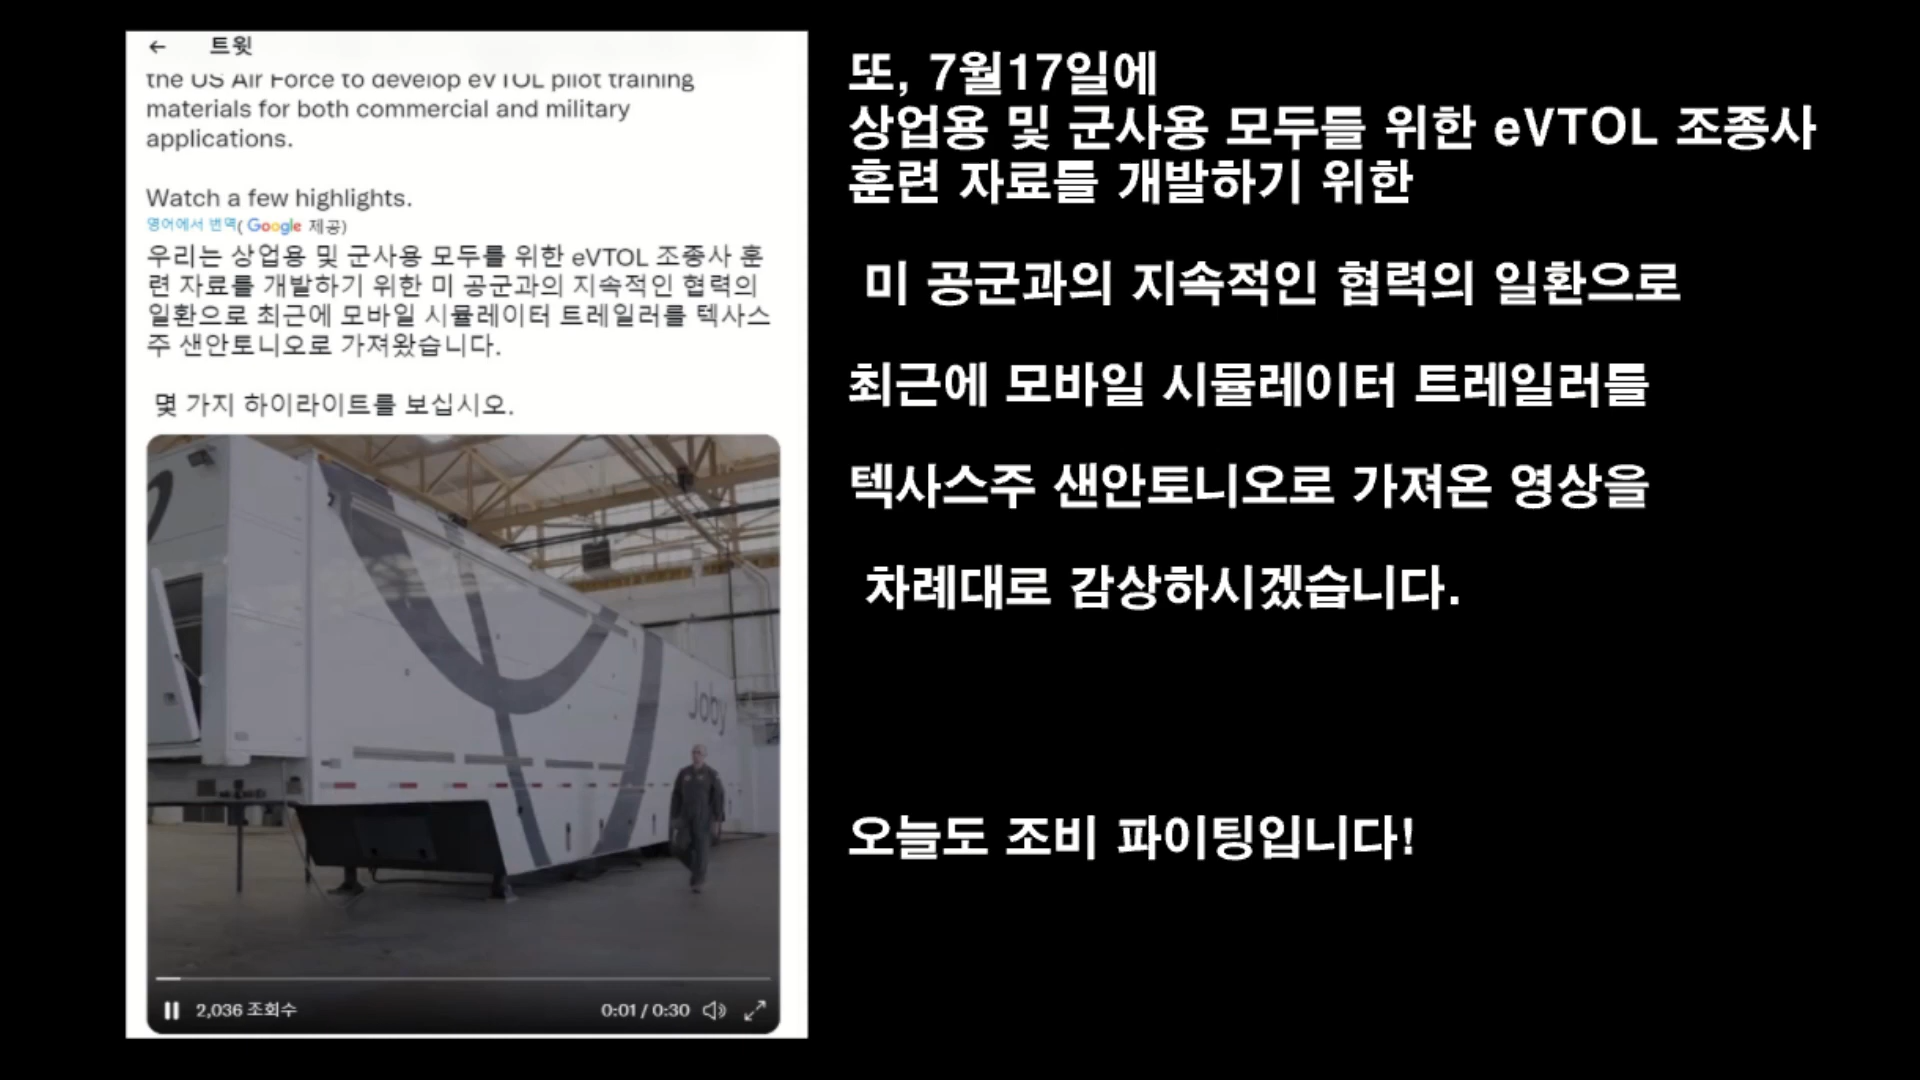 트윗
the US Air Force to develop eVTOL pilot training
materials for both commercial and military
applications.
Watch a few highlights.
영어에서 번역( Google 제공)
우리는 상업용 및 군사용 모두를 위한 eVTOL 조종사 훈
련 자료를 개발하기 위한 미 공군과의 지속적인 협력의
일환으로 최근에 모바일 시뮬레이터 트레일러를 텍사스
주 샌안토니오로 가져왔습니다.
몇 가지 하이라이트를 보십시오.
Joby
2,036 조회수
0:01 / 0:30
또, 7월17일에
상업용 및 군사용 모두를 위한 eVTOL 조종사
훈련 자료를 개발하기 위한
미 공군과의 지속적인 협력의 일환으로
최근에 모바일 시뮬레이터 트레일러를
텍사스주 샌안토니오로 가져온 영상을
차례대로 감상하시겠습니다.
오늘도 조비 파이팅입니다!